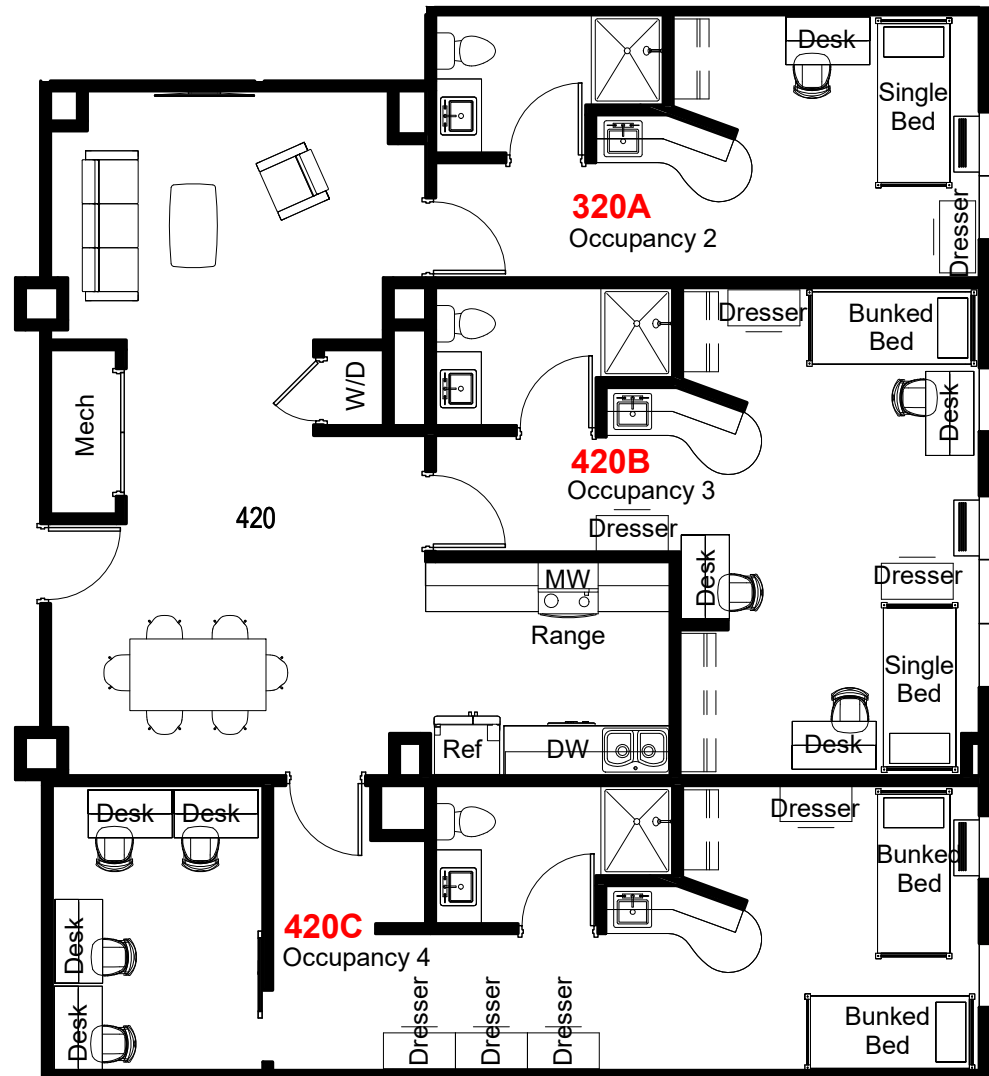 Desk
Single
Bed
320A
Occupancy 2
Dresser
Dresser
Bunked
Bed
W/D
Mech
Desk
420B
Occupancy 3
420
Dresser
MW
Desk
Dresser
Range
Single
Bed
Ref
DW
Desk
Desk
Desk
Dresser
Bunked
Bed
420C
Occupancy 4
Desk
Dresser
Dresser
Dresser
Desk
Bunked
Bed